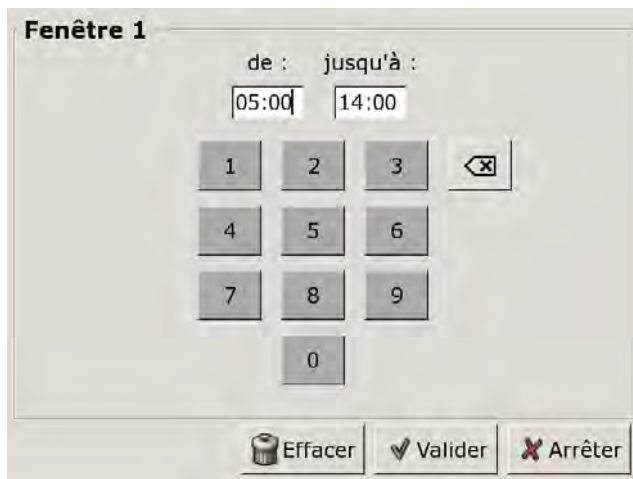 Fenêtre 1
de : jusqu'à :
05:00 14:00
1 2 3
4 5 6
7 8 9
0
Effacer Valider Arrêter